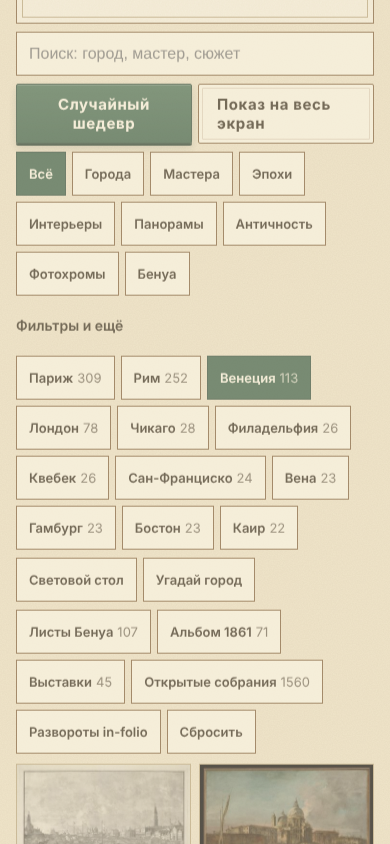 Поиск: город, мастер, сюжет
Случайный
шедевр
Показ на весь
экран
Всё Города Мастера Эпохи
Интерьеры Панорамы Античность
Фотохромы Бенуа
Фильтры и ещё
Париж 309 Рим 252 Венеция 113
Лондон 78 Чикаго 28 Филадельфия 26
Квебек 26 Сан-Франциско 24 Вена 23
Гамбург 23 Бостон 23 Каир 22
Световой стол Угадай город
Листы Бенуа 107 Альбом 1861 71
Выставки 45 Открытые собрания 1560
Развороты in-folio Сбросить